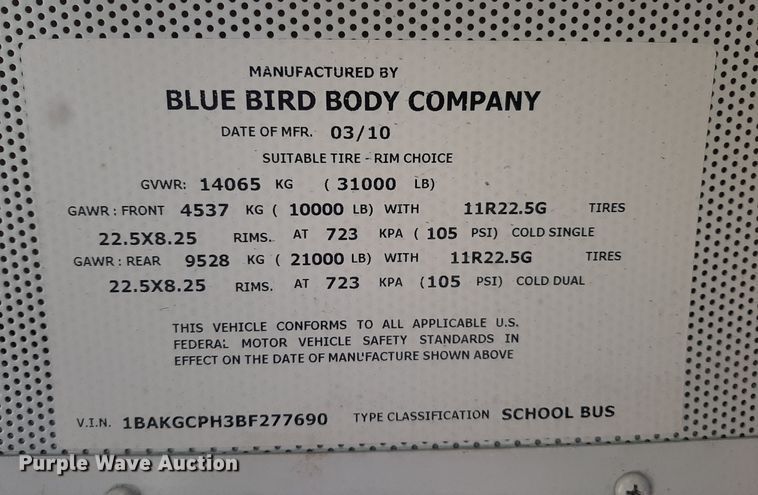 MANUFACTURED BY
BLUE BIRD BODY COMPANY
DATE OF MFR. 03/10
SUITABLE TIRE - RIM CHOICE
GVWR: 14065 KG ( 31000 LB)
GAWR : FRONT 4537 KG ( 10000 LB) WITH 11R22.5G TIRES
22.5X8.25 RIMS. AT 723 KPA ( 105 PSI) COLD SINGLE
GAWR : REAR 9528 KG ( 21000 LB) WITH 11R22.5G TIRES
22.5X8.25 RIMS. AT 723 KPA ( 105 PSI) COLD DUAL
THIS VEHICLE CONFORMS TO ALL APPLICABLE U.S.
FEDERAL MOTOR VEHICLE SAFETY STANDARDS IN
EFFECT ON THE DATE OF MANUFACTURE SHOWN ABOVE
V.I.N. 1BAKGCPH3BF277690 TYPE CLASSIFICATION SCHOOL BUS
Purple Wave Auction